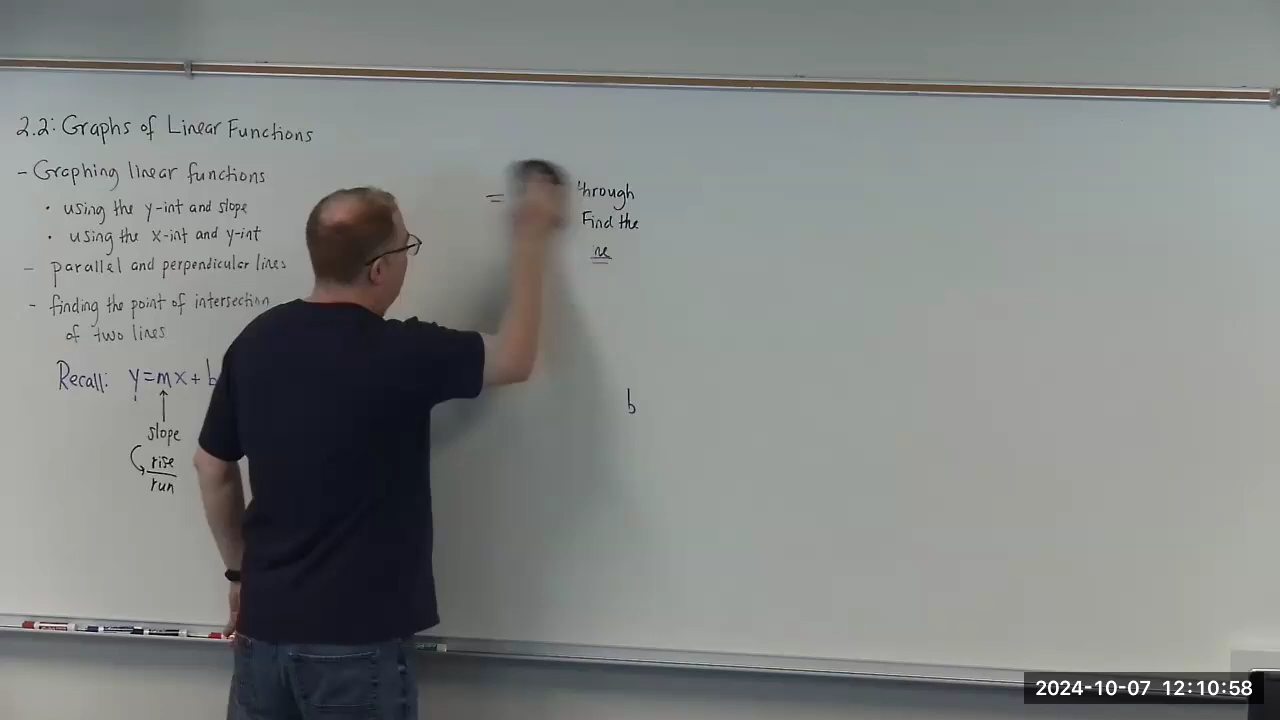 2.2: Graphs of Linear Functions
- Graphing linear functions
• using the y-int and slope
• using the x-int and y-int
- parallel and perpendicular lines
- finding the point of intersection
of two lines
Recall: y=mx+b
slope
rise
run
=
through
Find the
b
2024-10-07 12:10:58